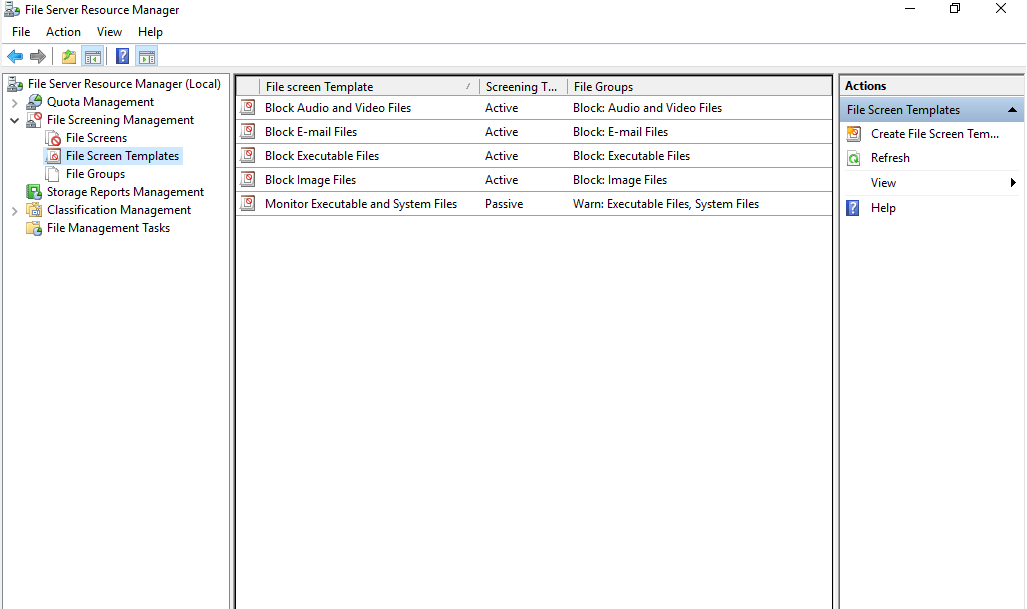 File Server Resource Manager
File Action View Help
File Server Resource Manager (Local)
Quota Management
File Screening Management
File Screens
File Screen Templates
File Groups
Storage Reports Management
Classification Management
File Management Tasks
File screen Template Screening T... File Groups
Block Audio and Video Files Active Block: Audio and Video Files
Block E-mail Files Active Block: E-mail Files
Block Executable Files Active Block: Executable Files
Block Image Files Active Block: Image Files
Monitor Executable and System Files Passive Warn: Executable Files, System Files
Actions
File Screen Templates
Create File Screen Tem...
Refresh
View
Help